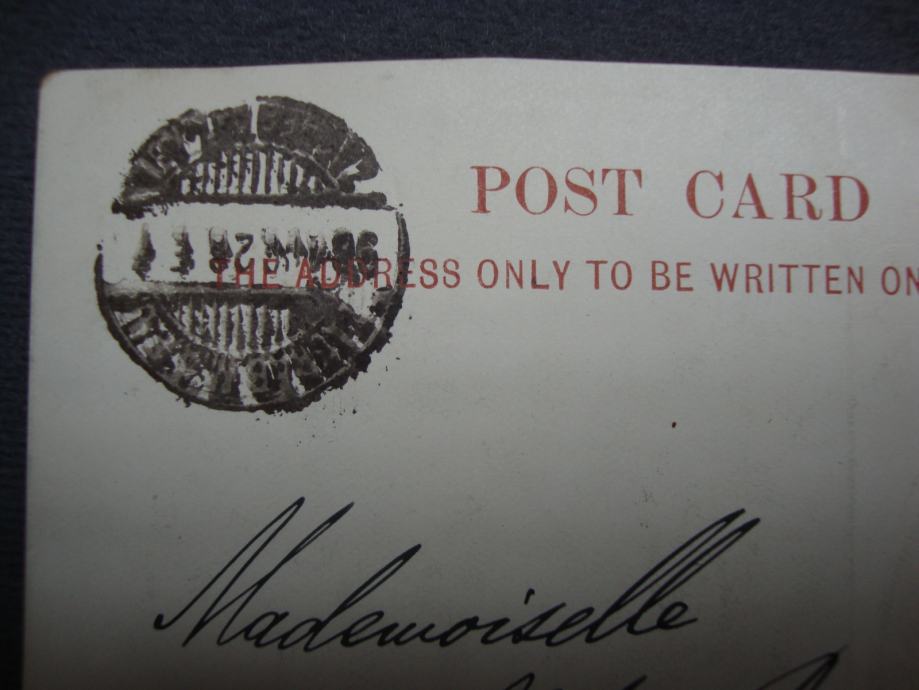 POST CARD
THE ADDRESS ONLY TO BE WRITTEN ON
Mademoiselle